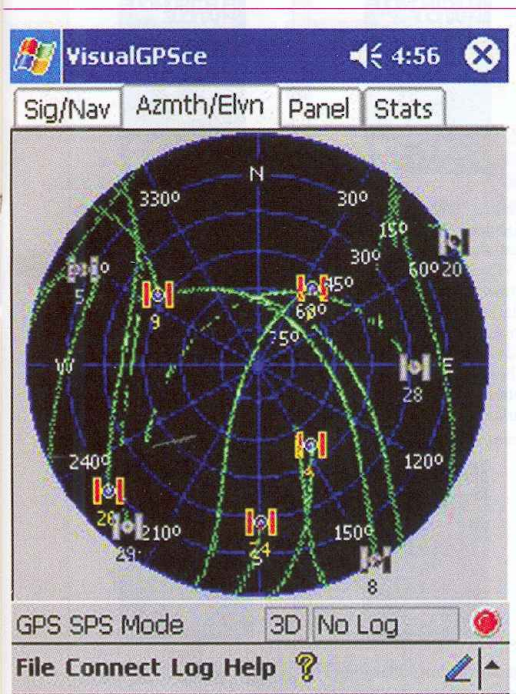 VisualGPSce 4:56
Sig/Nav Azmth/Elvn Panel Stats
N
330º 30º
15º
30º
60º 20
5
45º
9
60º
75º
W E
28
240º 120º
24
29 210º S 150º
8
GPS SPS Mode 3D No Log
File Connect Log Help ?